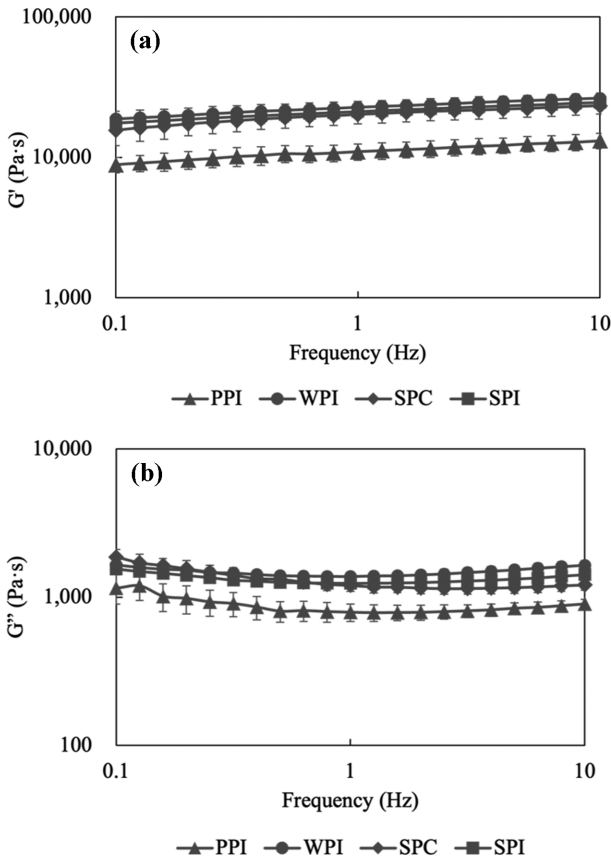 100,000
(a)
10,000
G' (Pa·s)
1,000
0.1 1 10
Frequency (Hz)
PPI WPI SPC SPI
10,000
(b)
1,000
G” (Pa·s)
100
0.1 1 10
Frequency (Hz)
PPI WPI SPC SPI